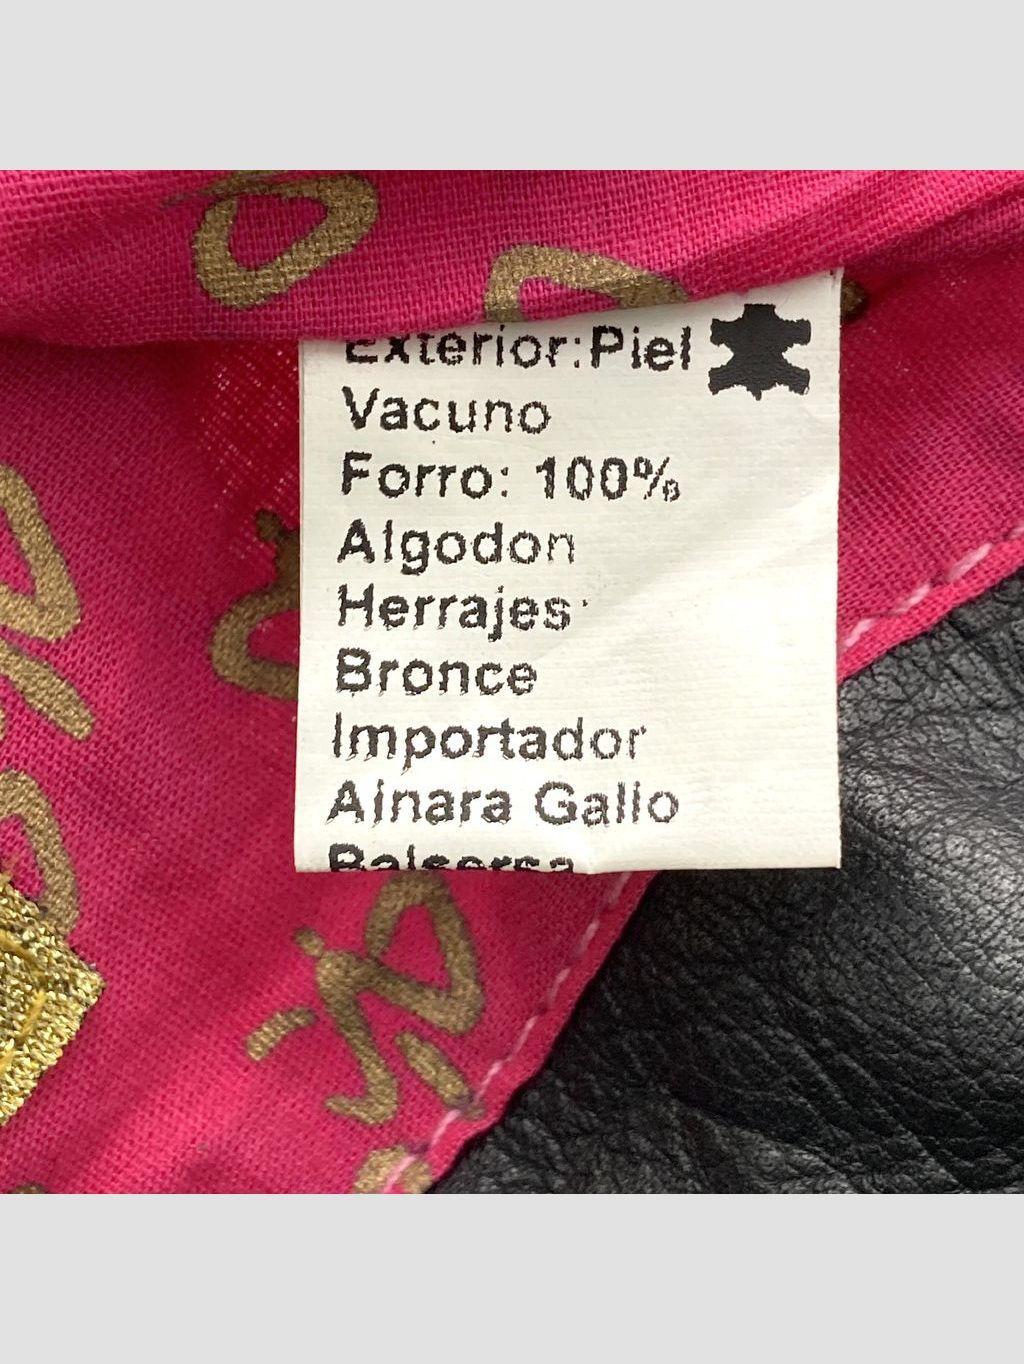 Exterior:Piel
Vacuno
Forro: 100%
Algodon
Herrajes
Bronce
Importador
Ainara Gallo